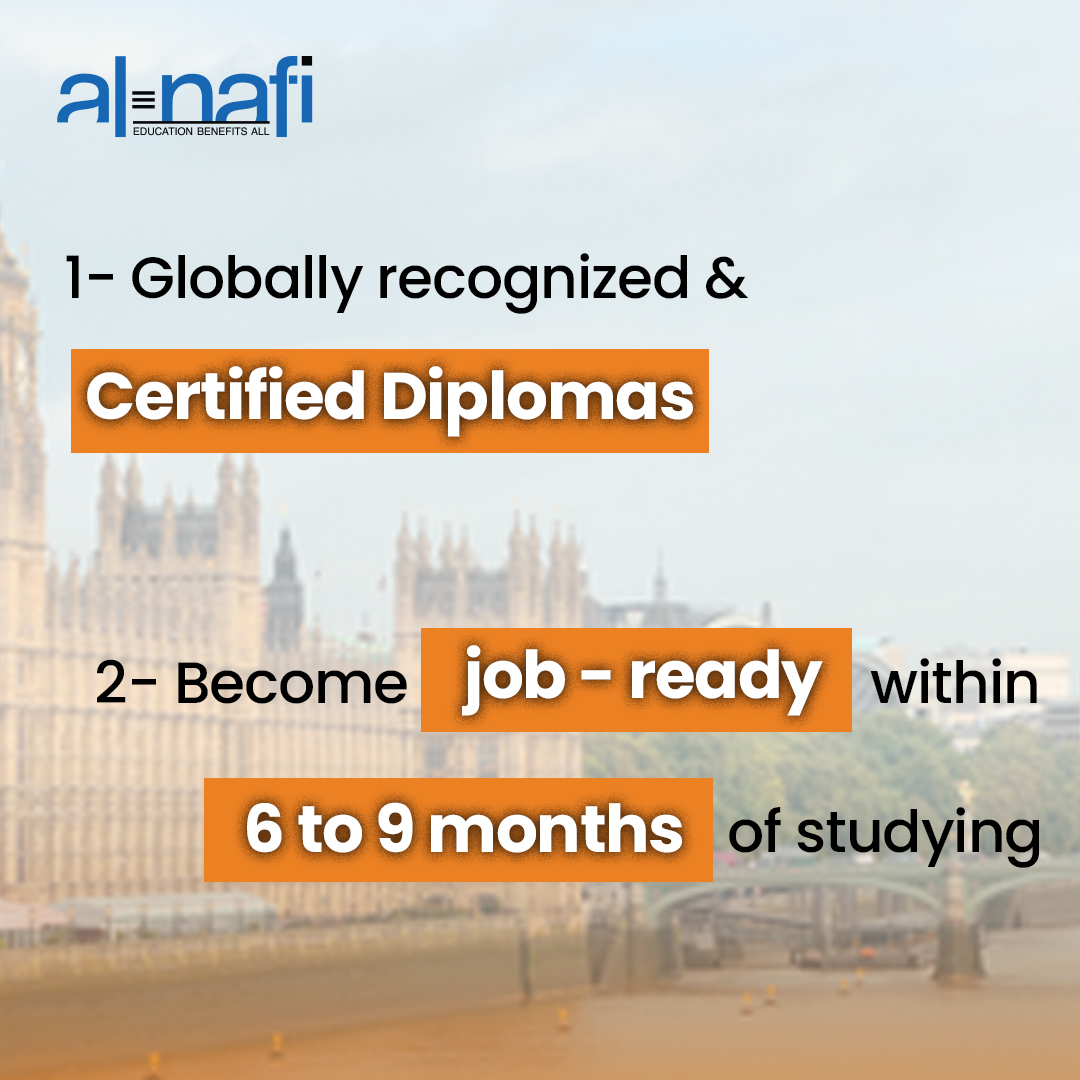 al-nafi
EDUCATION BENEFITS ALL
1- Globally recognized &
Certified Diplomas
2- Become job - ready within
6 to 9 months of studying